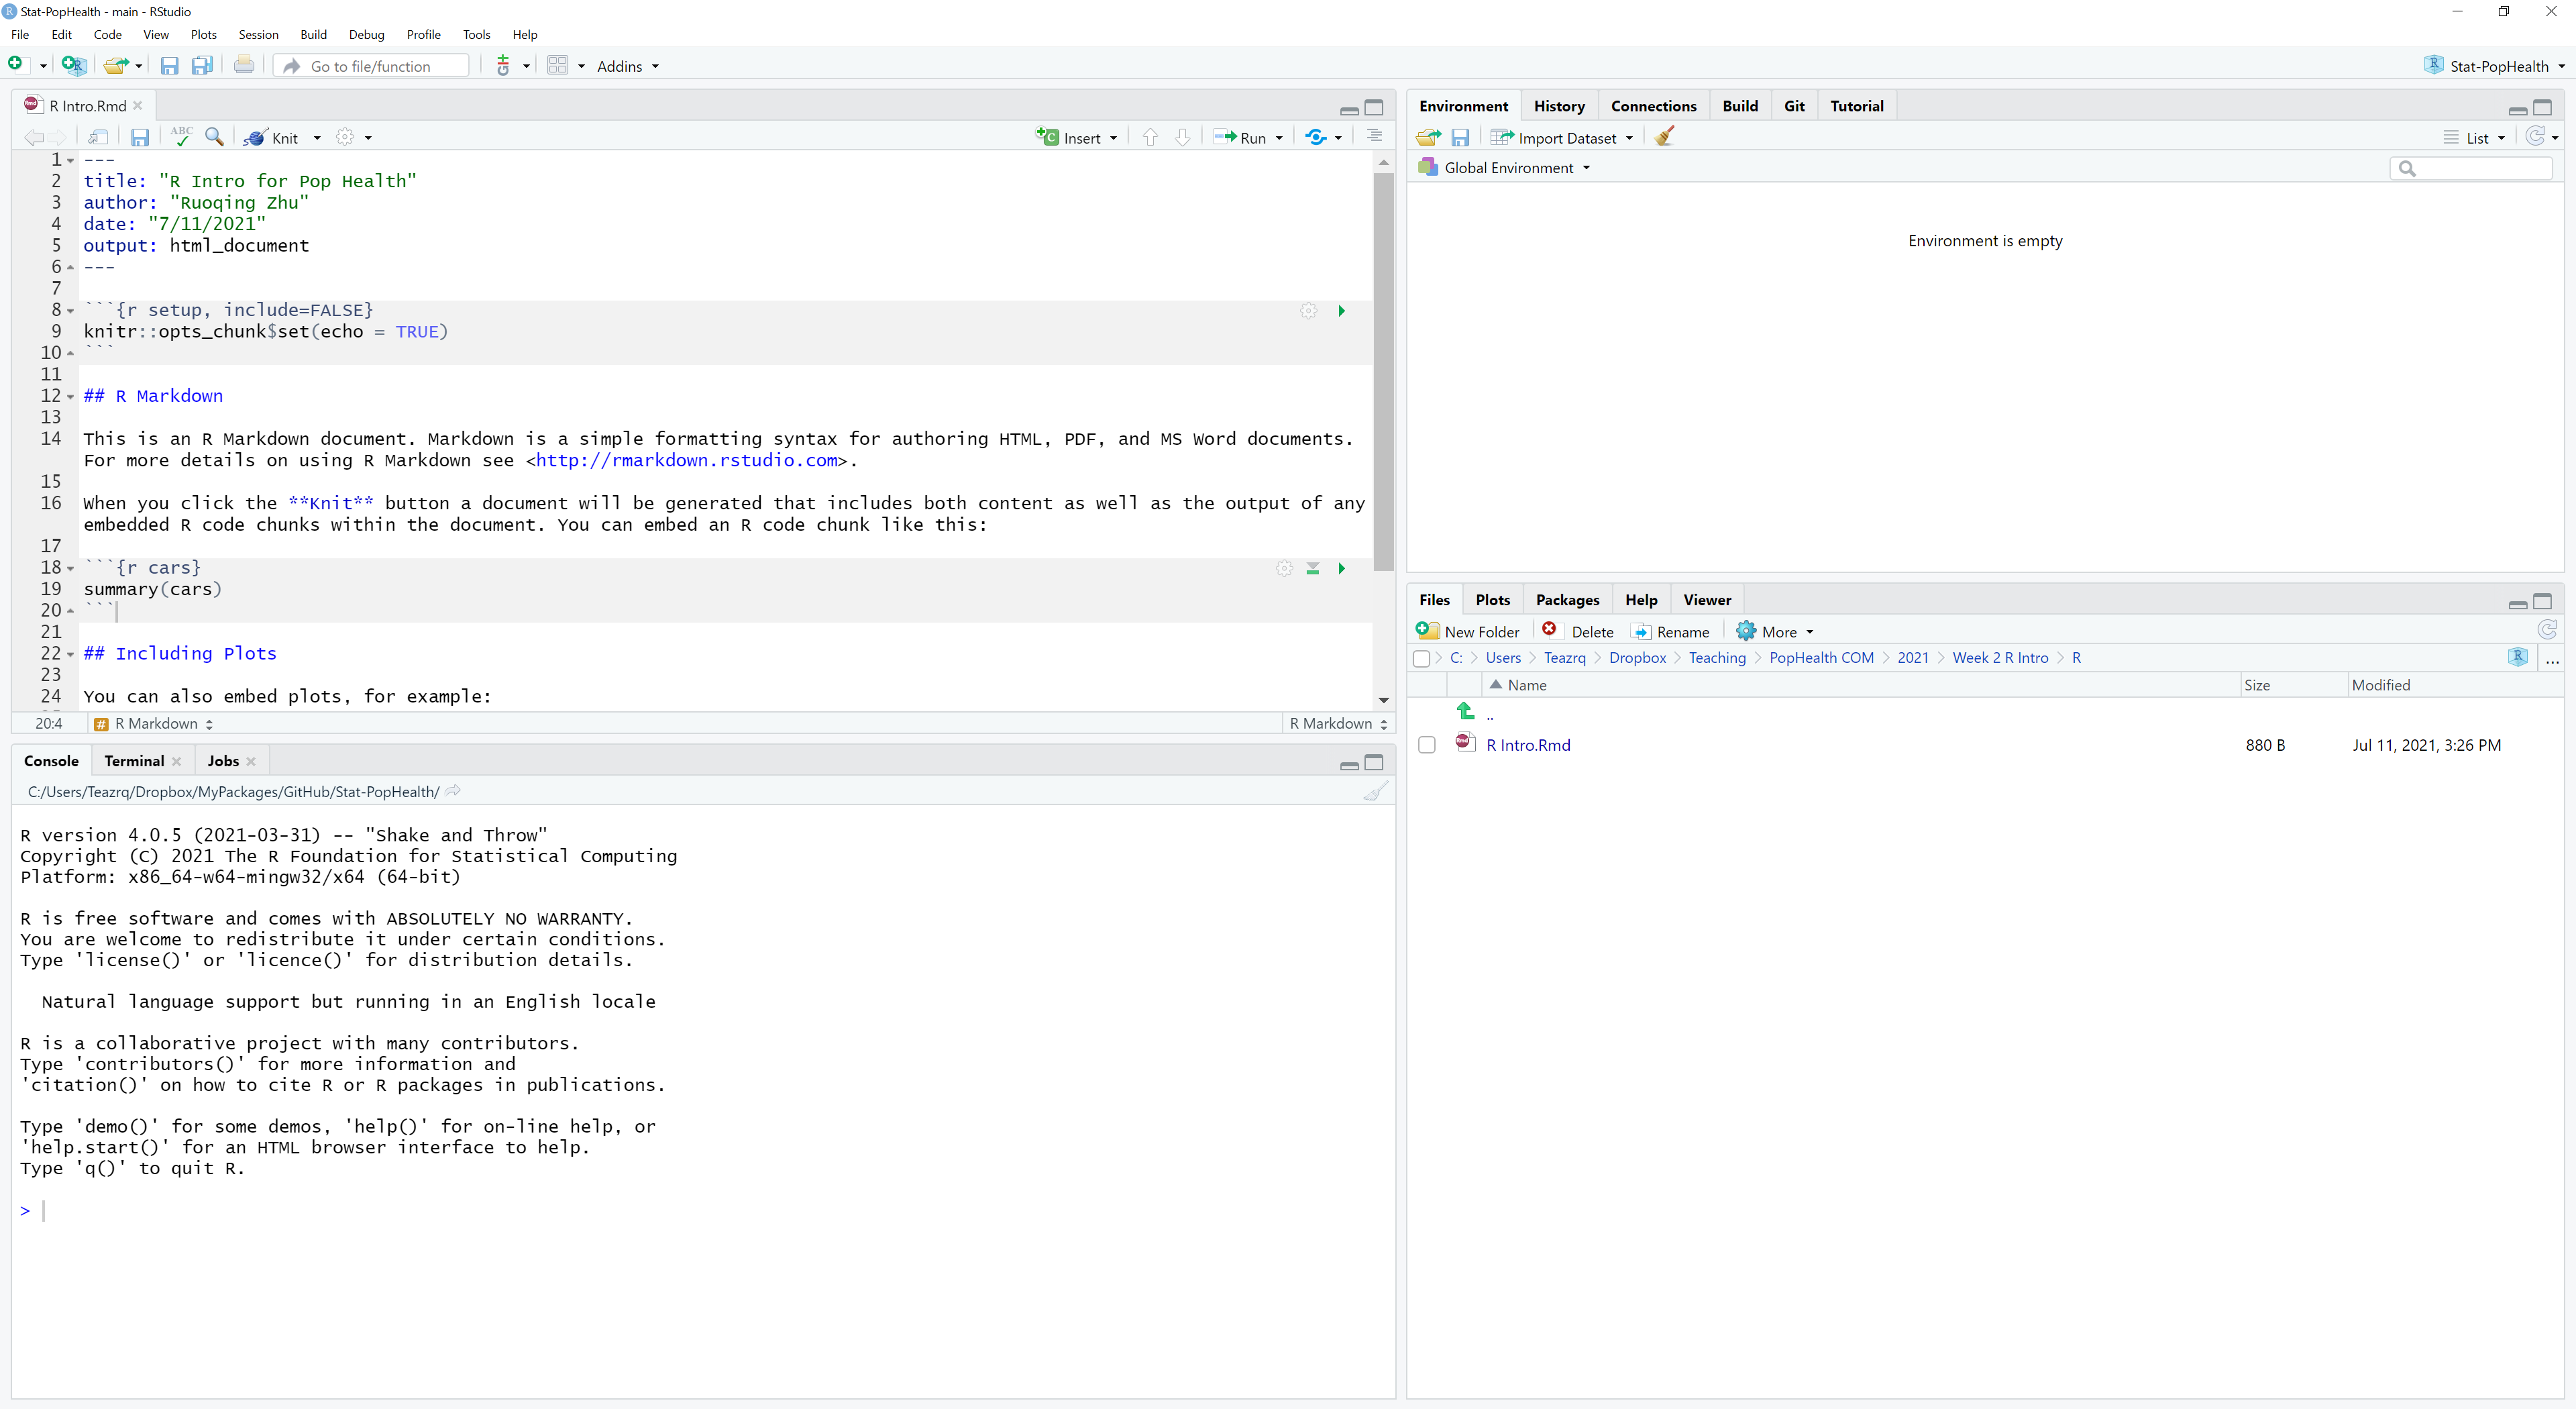 Stat-PopHealth - main - RStudio
File Edit Code View Plots Session Build Debug Profile Tools Help
Go to file/function Addins Stat-PopHealth
R Intro.Rmd
ABC Knit Insert Run
1 ---
2 title: "R Intro for Pop Health"
3 author: "Ruoqing Zhu"
4 date: "7/11/2021"
5 output: html_document
6 ---
7
8 ```{r setup, include=FALSE}
9 knitr::opts_chunk$set(echo = TRUE)
10 ```
11
12 ## R Markdown
13
14 This is an R Markdown document. Markdown is a simple formatting syntax for authoring HTML, PDF, and MS Word documents.
For more details on using R Markdown see <http://rmarkdown.rstudio.com>.
15
16 When you click the **Knit** button a document will be generated that includes both content as well as the output of any
embedded R code chunks within the document. You can embed an R code chunk like this:
17
18 ```{r cars}
19 summary(cars)
20 ```
21
22 ## Including Plots
23
24 You can also embed plots, for example:
20:4 # R Markdown R Markdown
Console Terminal Jobs
C:/Users/Teazrq/Dropbox/MyPackages/GitHub/Stat-PopHealth/
R version 4.0.5 (2021-03-31) -- "Shake and Throw"
Copyright (C) 2021 The R Foundation for Statistical Computing
Platform: x86_64-w64-mingw32/x64 (64-bit)
R is free software and comes with ABSOLUTELY NO WARRANTY.
You are welcome to redistribute it under certain conditions.
Type 'license()' or 'licence()' for distribution details.
Natural language support but running in an English locale
R is a collaborative project with many contributors.
Type 'contributors()' for more information and
'citation()' on how to cite R or R packages in publications.
Type 'demo()' for some demos, 'help()' for on-line help, or
'help.start()' for an HTML browser interface to help.
Type 'q()' to quit R.
>
Environment History Connections Build Git Tutorial
Import Dataset List
Global Environment
Environment is empty
Files Plots Packages Help Viewer
New Folder Delete Rename More
C: Users Teazrq Dropbox Teaching PopHealth COM 2021 Week 2 R Intro R ...
Name Size Modified
..
R Intro.Rmd 880 B Jul 11, 2021, 3:26 PM